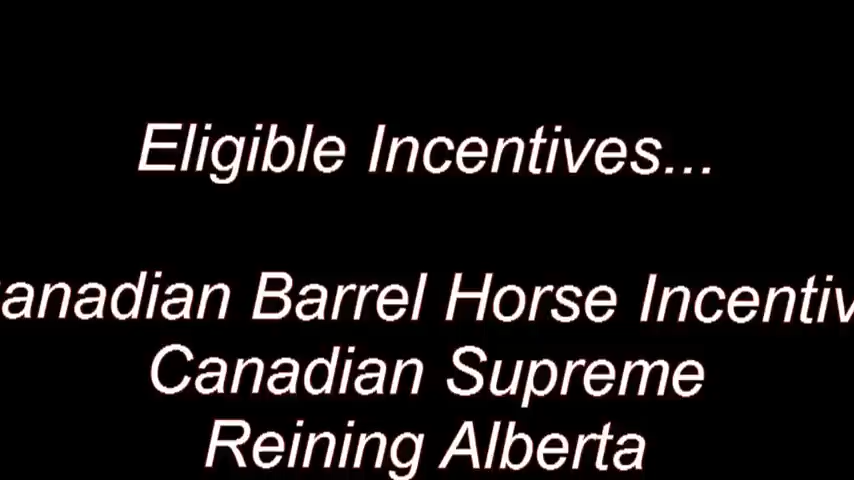 Eligible Incentives...
anadian Barrel Horse Incentiv
Canadian Supreme
Reining Alberta